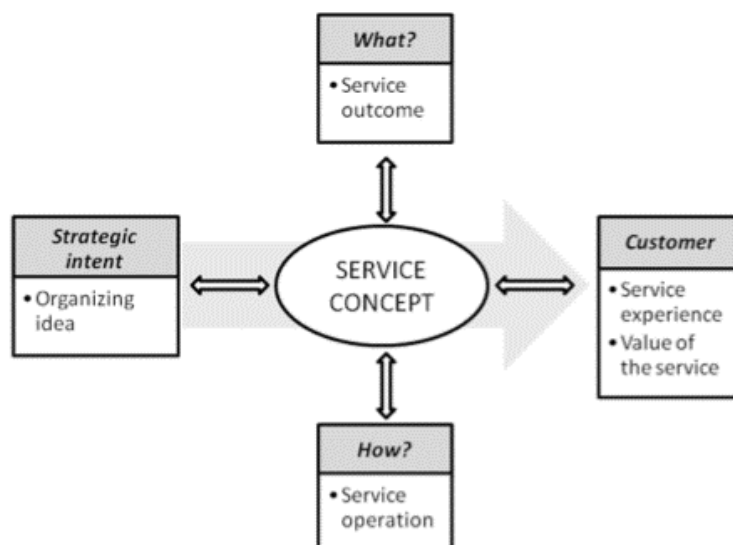 What?
• Service
outcome
Strategic
intent
• Organizing
idea
SERVICE
CONCEPT
Customer
• Service
experience
• Value of
the service
How?
• Service
operation